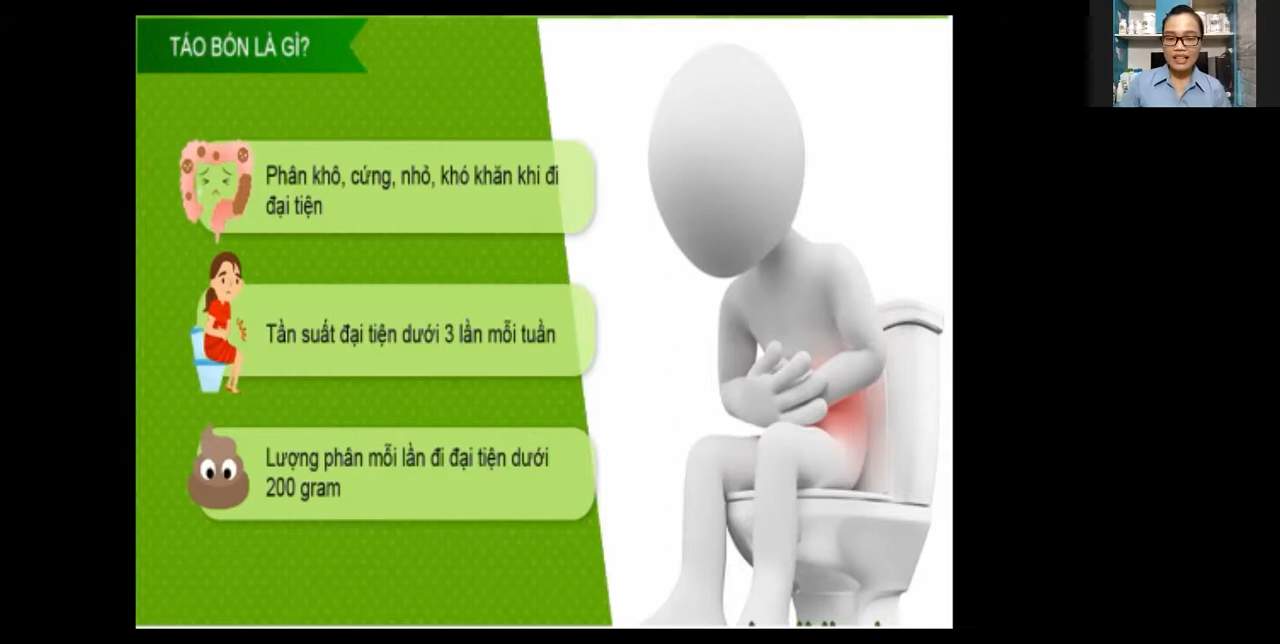 TÁO BÓN LÀ GÌ?
Phân khô, cứng, nhỏ, khó khăn khi đi
đại tiện
Tần suất đại tiện dưới 3 lần mỗi tuần
Lượng phân mỗi lần đi đại tiện dưới
200 gram